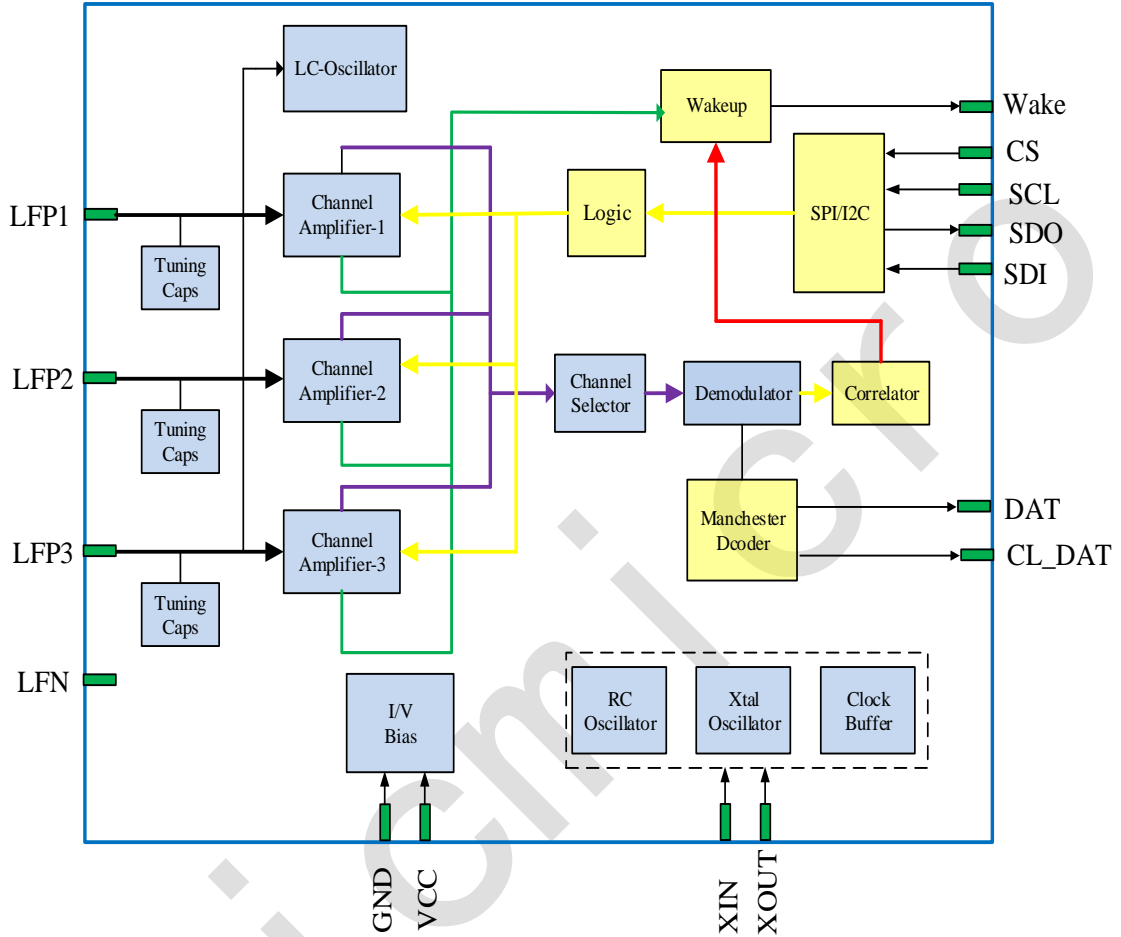 LC-Oscillator
Wakeup
Wake
CS
SCL
SDO
SDI
SPI/I2C
Logic
LFP1
Channel
Amplifier-1
Tuning
Caps
LFP2
Channel
Amplifier-2
Tuning
Caps
Channel
Selector
Demodulator
Correlator
LFP3
Channel
Amplifier-3
Tuning
Caps
Manchester
Dcoder
DAT
CL_DAT
LFN
I/V
Bias
RC
Oscillator
Xtal
Oscillator
Clock
Buffer
GND
VCC
XIN
XOUT
icmicro